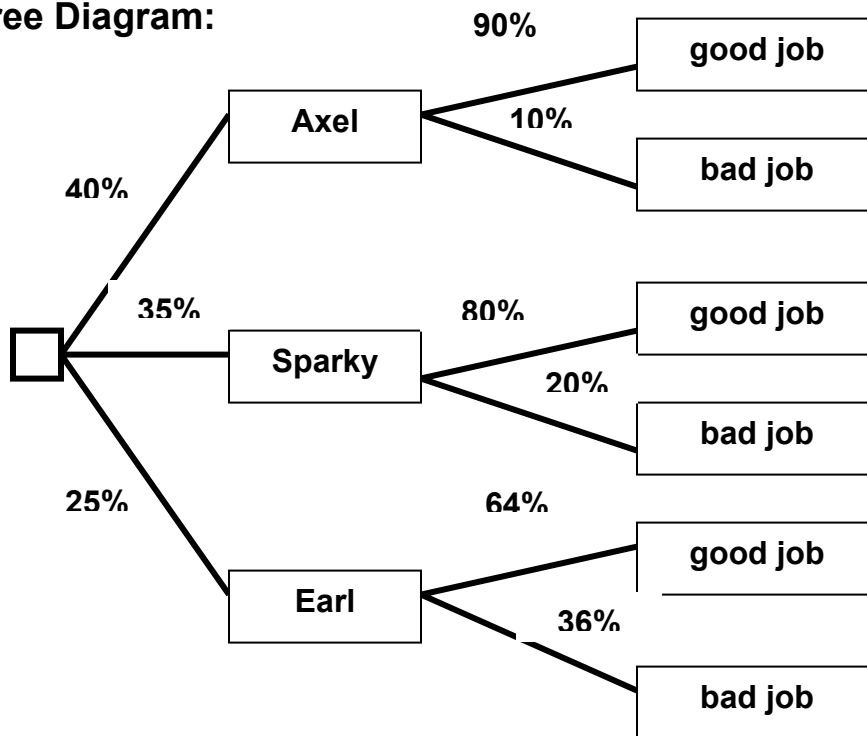 ree Diagram:
90%
good job
Axel
10%
bad job
40%
35%
80%
good job
Sparky
20%
bad job
25%
64%
good job
Earl
36%
bad job